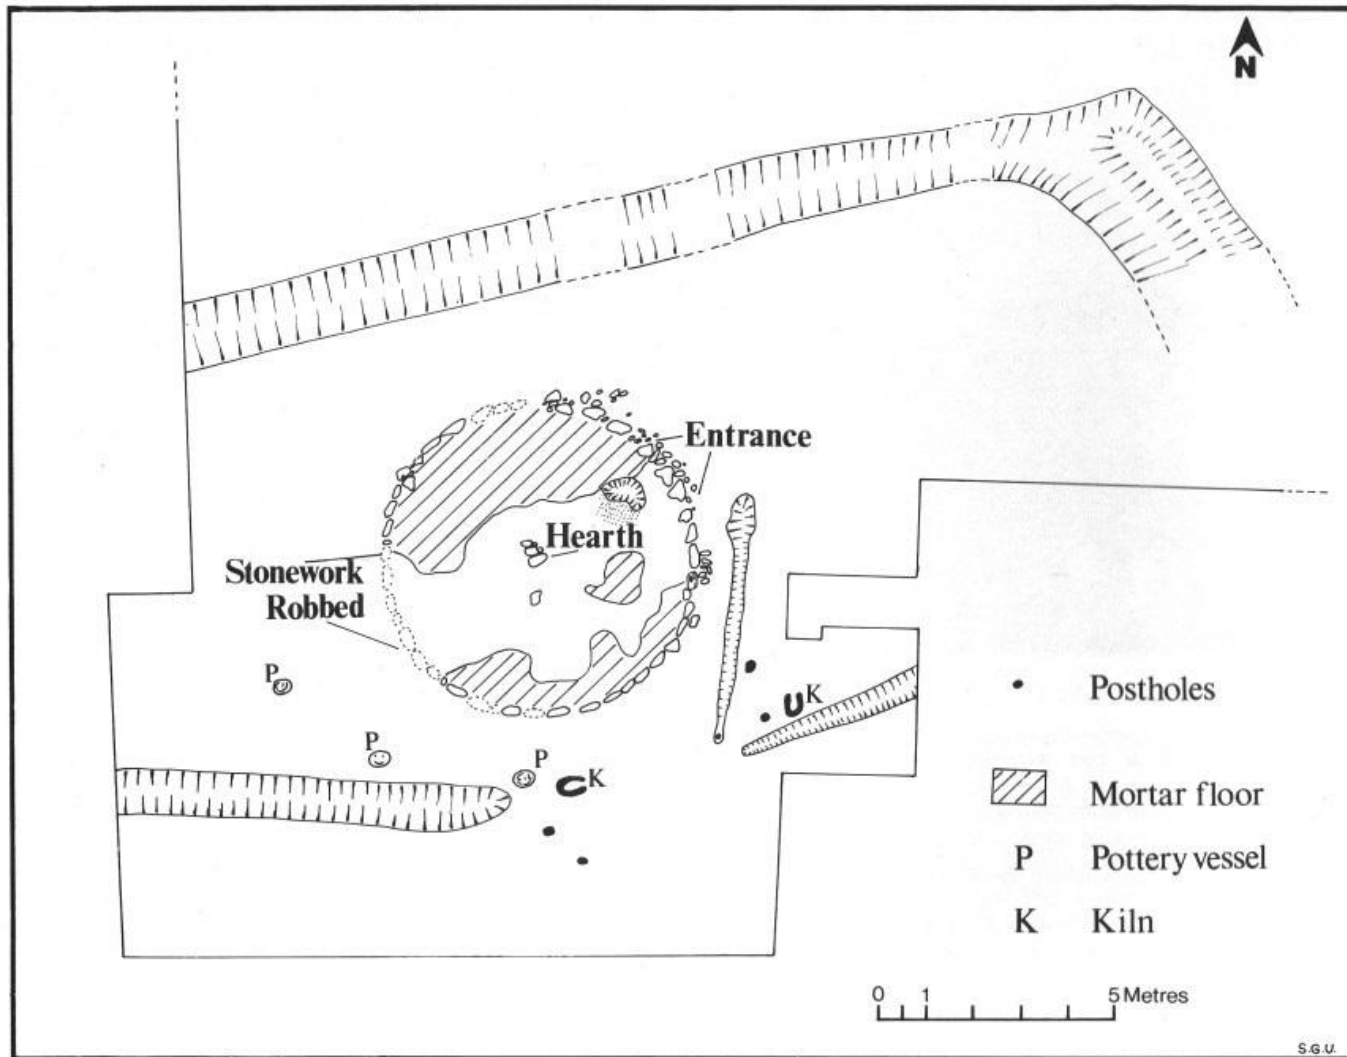 N
Entrance
Hearth
Stonework
Robbed
P
P
P
K
K
Postholes
Mortar floor
P Pottery vessel
K Kiln
0 1 5 Metres
S.G.U.